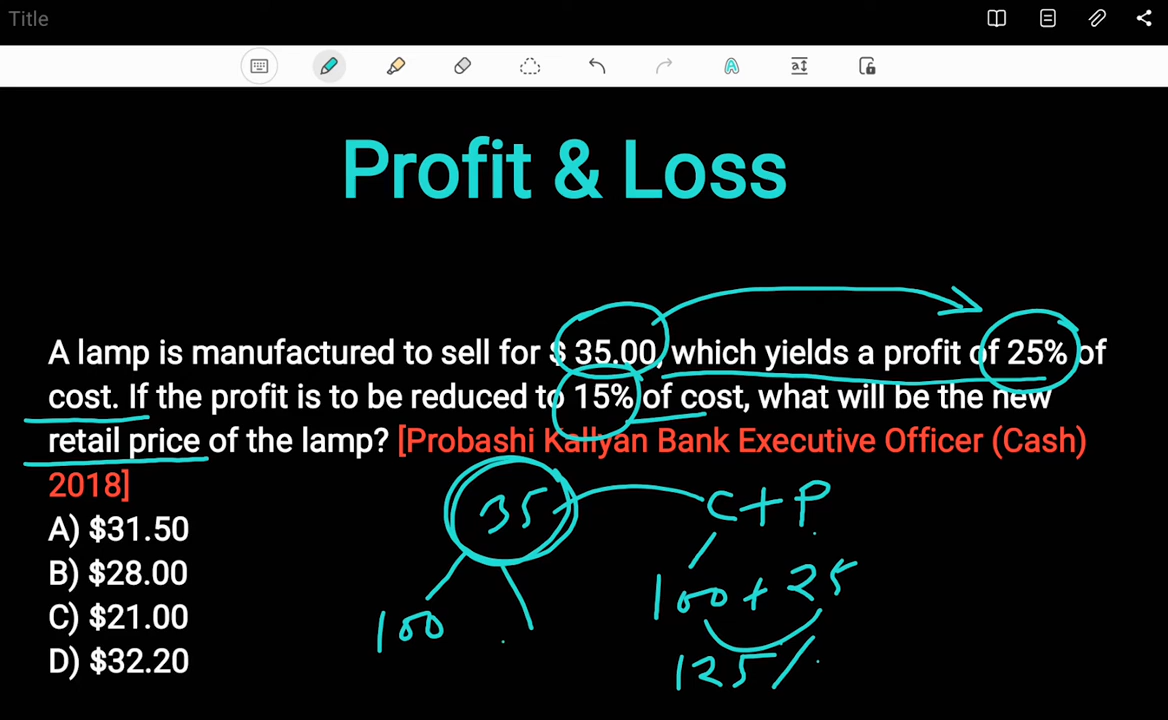 Title
Profit & Loss
A lamp is manufactured to sell for $ 35.00, which yields a profit of 25% of
cost. If the profit is to be reduced to 15% of cost, what will be the new
retail price of the lamp? [Probashi Kallyan Bank Executive Officer (Cash)
2018]
A) $31.50
B) $28.00
C) $21.00
D) $32.20
35 C+P
100 100+25
125%